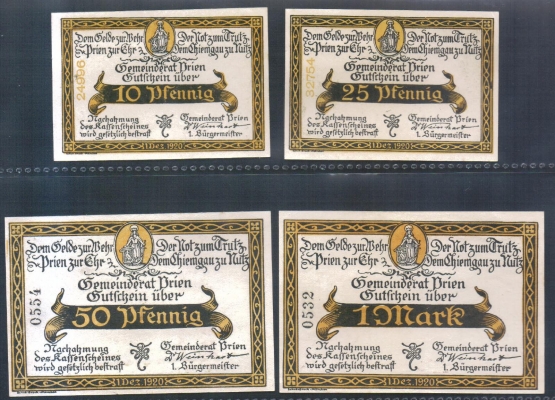 Dem Gelde zur Wehr Der Not zum Trutz
Prien zur Ehr Dem Chiemgau zu Nutz
Gemeinderat Prien
Gutschein über
10 Pfennig
Nachahmung
des Kassenscheines
wird gesetzlich bestraft
Gemeinderat Prien
1. Bürgermeister
1 Dez. 1920
24096
Dem Gelde zur Wehr Der Not zum Trutz
Prien zur Ehr Dem Chiemgau zu Nutz
Gemeinderat Prien
Gutschein über
25 Pfennig
Nachahmung
des Kassenscheines
wird gesetzlich bestraft
Gemeinderat Prien
1. Bürgermeister
1 Dez. 1920
32754
Dem Gelde zur Wehr Der Not zum Trutz
Prien zur Ehr Dem Chiemgau zu Nutz
Gemeinderat Prien
Gutschein über
50 Pfennig
Nachahmung
des Kassenscheines
wird gesetzlich bestraft
Gemeinderat Prien
1. Bürgermeister
1 Dez. 1920
0554
Dem Gelde zur Wehr Der Not zum Trutz
Prien zur Ehr Dem Chiemgau zu Nutz
Gemeinderat Prien
Gutschein über
1 Mark
Nachahmung
des Kassenscheines
wird gesetzlich bestraft
Gemeinderat Prien
1. Bürgermeister
1 Dez. 1920
0532